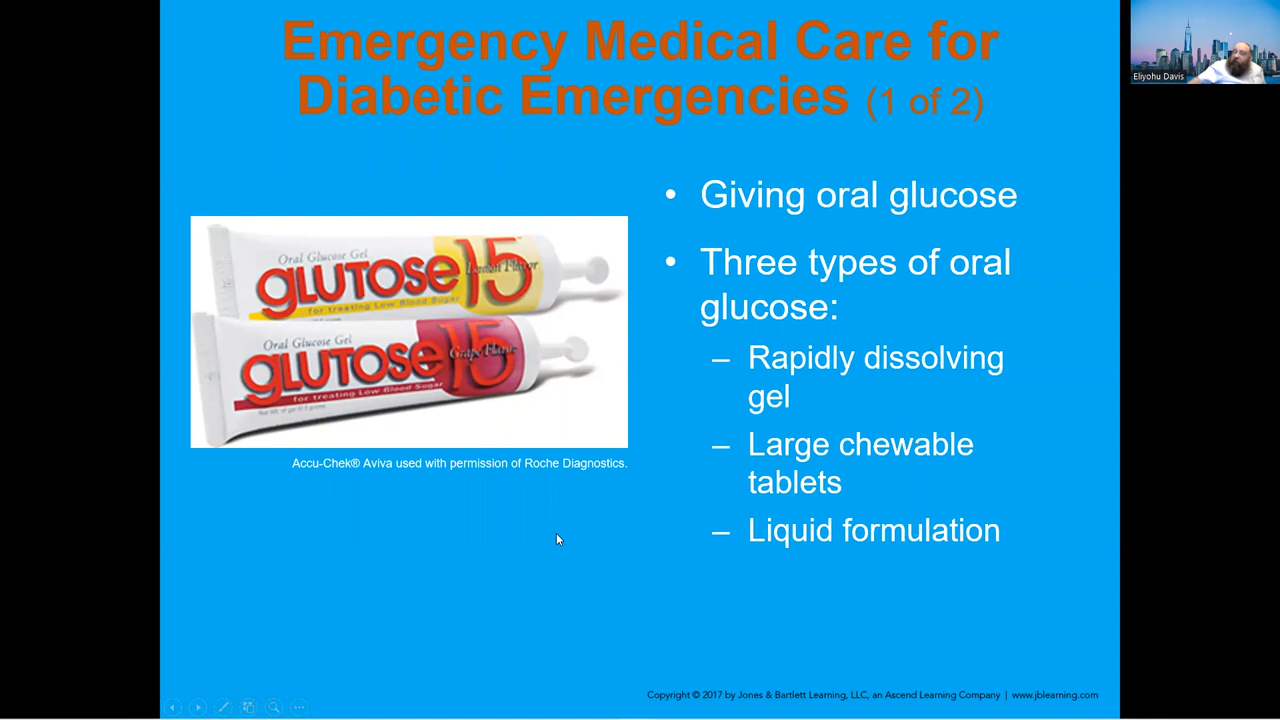 Emergency Medical Care for
Diabetic Emergencies (1 of 2)
Eliyohu Davis
• Giving oral glucose
• Three types of oral
glucose:
– Rapidly dissolving
gel
– Large chewable
tablets
– Liquid formulation
Oral Glucose Gel
GLUTOSE 15
Lemon Flavor
for treating Low Blood Sugar
Oral Glucose Gel
GLUTOSE 15
Grape Flavor
for treating Low Blood Sugar
Accu-Chek® Aviva used with permission of Roche Diagnostics.
Copyright © 2017 by Jones & Bartlett Learning, LLC, an Ascend Learning Company | www.jblearning.com